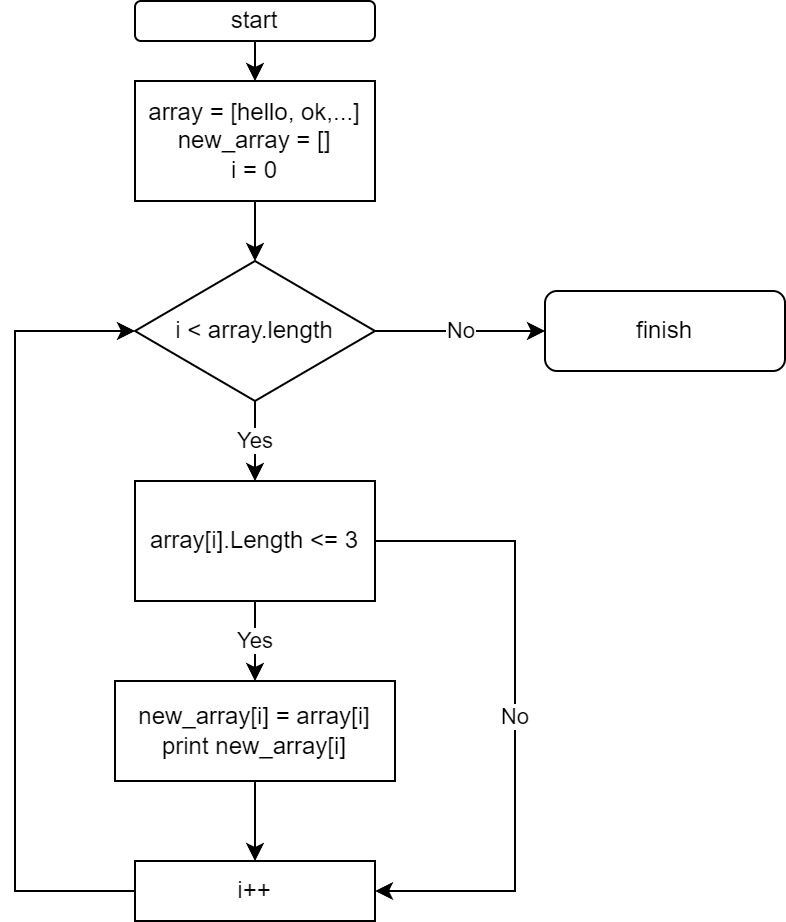 start
array = [hello, ok,...]
new_array = []
i = 0
i < array.length
No
finish
Yes
array[i].Length <= 3
Yes
new_array[i] = array[i]
print new_array[i]
No
i++